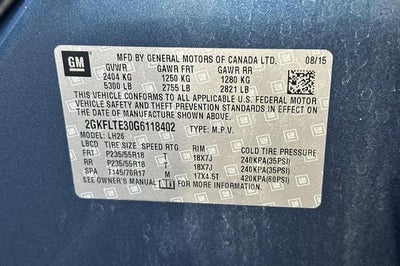 GM
MFD BY GENERAL MOTORS OF CANADA LTD. 08/15
GVWR GAWR FRT GAWR RR
2404 KG 1250 KG 1280 KG
5300 LB 2755 LB 2821 LB
THIS VEHICLE CONFORMS TO ALL APPLICABLE U.S. FEDERAL MOTOR
VEHICLE SAFETY AND THEFT PREVENTION STANDARDS IN EFFECT ON
THE DATE OF MANUFACTURE SHOWN ABOVE.
2GKFLTE30G6118402 TYPE: M.P.V.
MODEL: LH26
LBCD TIRE SIZE SPEED RTG RIM COLD TIRE PRESSURE
FRT P235/55R18 T 18X7J 240KPA(35PSI)
RR P235/55R18 T 18X7J 240KPA(35PSI)
SPA T145/70R17 M 17X4.5T 420KPA(60PSI)
SEE OWNER'S MANUAL FOR MORE INFORMATION.